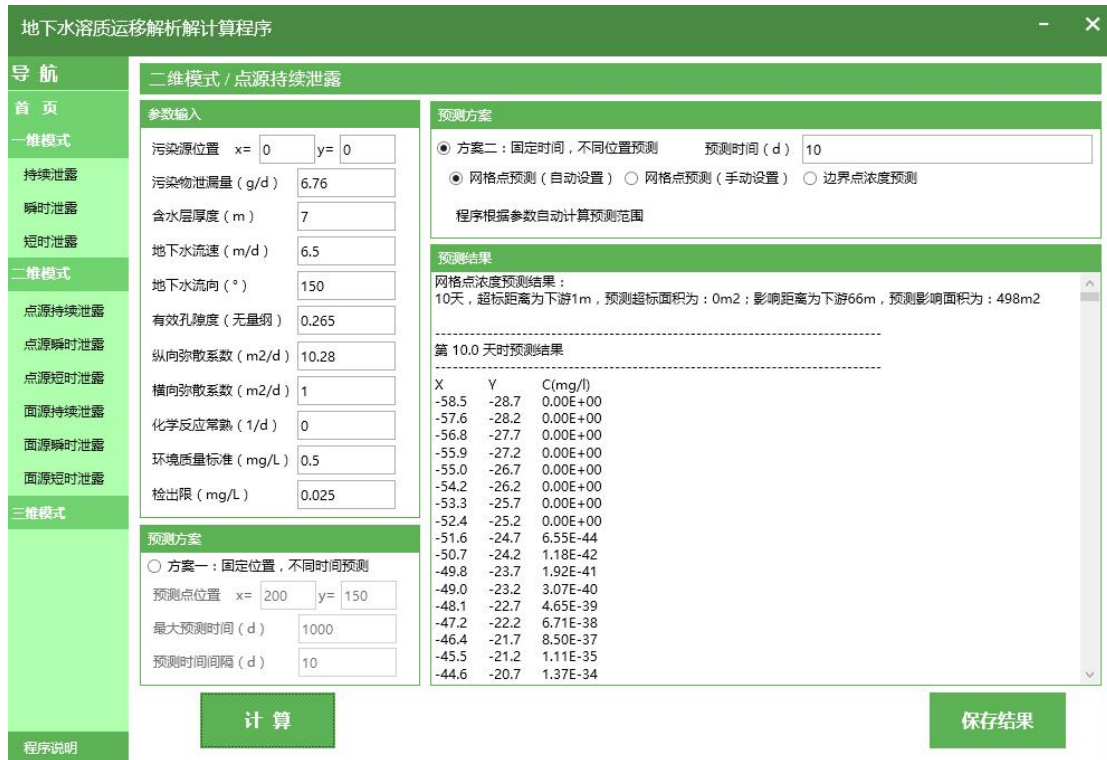 地下水溶质运移解析解计算程序
导 航
首 页
一维模式
持续泄露
瞬时泄露
短时泄露
二维模式
点源持续泄露
点源瞬时泄露
点源短时泄露
面源持续泄露
面源瞬时泄露
面源短时泄露
三维模式
程序说明
二维模式 / 点源持续泄露
参数输入
污染源位置 x= 0 y= 0
污染物泄漏量（g/d） 6.76
含水层厚度（m） 7
地下水流速（m/d） 6.5
地下水流向（°） 150
有效孔隙度（无量纲） 0.265
纵向弥散系数（m2/d） 10.28
横向弥散系数（m2/d） 1
化学反应常熟（1/d） 0
环境质量标准（mg/L） 0.5
检出限（mg/L） 0.025
预测方案
方案一：固定位置，不同时间预测
预测点位置 x= 200 y= 150
最大预测时间（d） 1000
预测时间间隔（d） 10
计 算
预测方案
方案二：固定时间，不同位置预测 预测时间（d） 10
网格点预测（自动设置） 网格点预测（手动设置） 边界点浓度预测
程序根据参数自动计算预测范围
预测结果
网格点浓度预测结果：
10天，超标距离为下游1m，预测超标面积为：0m2；影响距离为下游66m，预测影响面积为：498m2
--------------------------------------------------------------------------------
第 10.0 天时预测结果
--------------------------------------------------------------------------------
X Y C(mg/l)
-58.5 -28.7 0.00E+00
-57.6 -28.2 0.00E+00
-56.8 -27.7 0.00E+00
-55.9 -27.2 0.00E+00
-55.0 -26.7 0.00E+00
-54.2 -26.2 0.00E+00
-53.3 -25.7 0.00E+00
-52.4 -25.2 0.00E+00
-51.6 -24.7 6.55E-44
-50.7 -24.2 1.18E-42
-49.8 -23.7 1.92E-41
-49.0 -23.2 3.07E-40
-48.1 -22.7 4.65E-39
-47.2 -22.2 6.71E-38
-46.4 -21.7 8.50E-37
-45.5 -21.2 1.11E-35
-44.6 -20.7 1.37E-34
保存结果